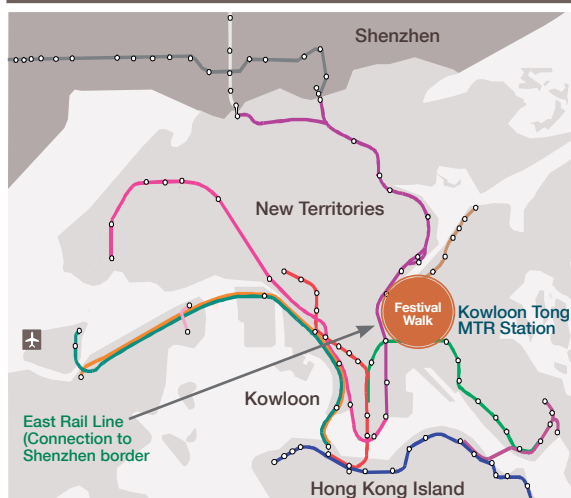 Shenzhen
New Territories
Festival
Walk
Kowloon Tong
MTR Station
Kowloon
East Rail Line
(Connection to
Shenzhen border
Hong Kong Island